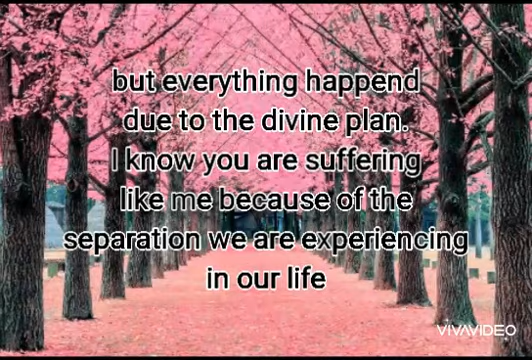 but everything happend
due to the divine plan.
I know you are suffering
like me because of the
separation we are experiencing
in our life
VIVAVIDEO